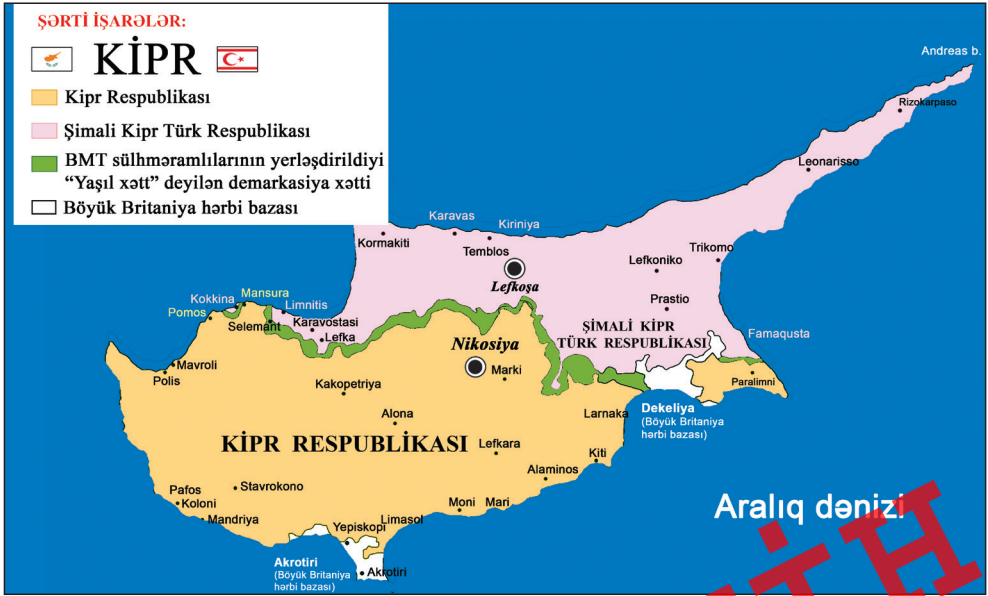 ŞƏRTİ İŞARƏLƏR:
KİPR
Kipr Respublikası
Şimali Kipr Türk Respublikası
BMT sülhməramlılarının yerləşdirildiyi
“Yaşıl xətt” deyilən demarkasiya xətti
Böyük Britaniya hərbi bazası
Andreas b.
Rizokarpaso
Leonarisso
Karavas
Kiriniya
Kormakiti
Temblos
Trikomo
Lefkoniko
Lefkoşa
Prastio
Kokkina
Mansura
Limnitis
Pomos
Selemant
Karavostasi
Lefka
ŞİMALİ KİPR
TÜRK RESPUBLİKASI
Famaqusta
Nikosiya
Marki
Mavroli
Polis
Kakopetriya
Paralimni
Alona
Larnaka
Dekeliya
(Böyük Britaniya
hərbi bazası)
KİPR RESPUBLİKASI
Lefkara
Kiti
Alaminos
Stavrokono
Pafos
Koloni
Moni
Mari
Mandriya
Limasol
Yepiskopi
Aralıq dənizi
Akrotiri
(Böyük Britaniya
hərbi bazası)
Akrotiri